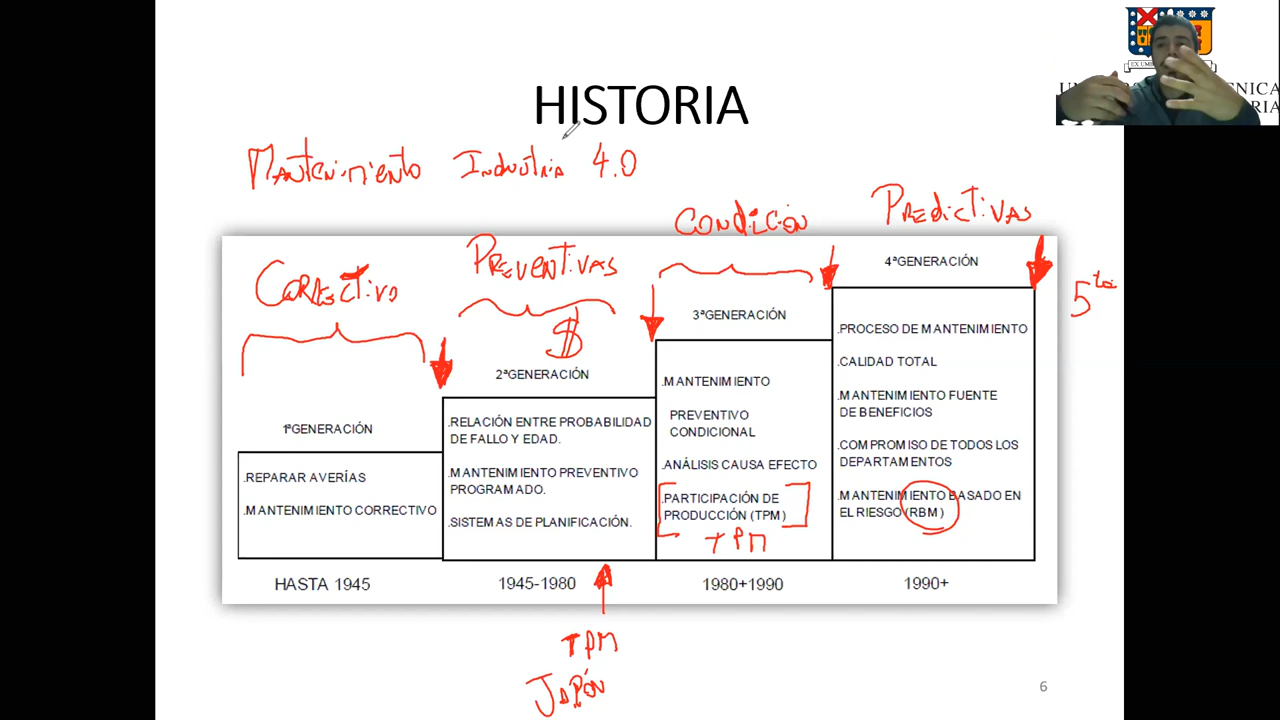 HISTORIA
Mantenimiento Industria 4.0
Correctivo
Preventivas
$
Condición
Predictivas
5ta
1ªGENERACIÓN
.REPARAR AVERÍAS
.MANTENIMIENTO CORRECTIVO
HASTA 1945
2ªGENERACIÓN
.RELACIÓN ENTRE PROBABILIDAD
DE FALLO Y EDAD.
.MANTENIMIENTO PREVENTIVO
PROGRAMADO.
.SISTEMAS DE PLANIFICACIÓN.
1945-1980
TPM
Japón
3ªGENERACIÓN
.MANTENIMIENTO
PREVENTIVO
CONDICIONAL
.ANÁLISIS CAUSA EFECTO
.PARTICIPACIÓN DE
PRODUCCIÓN (TPM)
TPM
1980+1990
4ªGENERACIÓN
.PROCESO DE MANTENIMIENTO
.CALIDAD TOTAL
.MANTENIMIENTO FUENTE
DE BENEFICIOS
.COMPROMISO DE TODOS LOS
DEPARTAMENTOS
.MANTENIMIENTO BASADO EN
EL RIESGO (RBM)
1990+
6